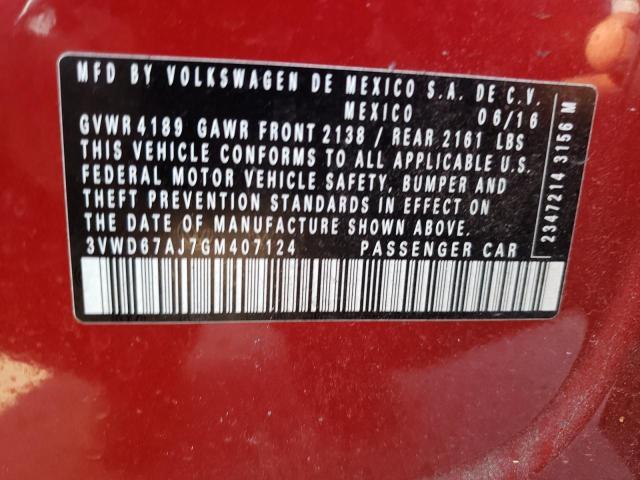 MFD BY VOLKSWAGEN DE MEXICO S.A. DE C.V.
MEXICO 06/16
GVWR 4189 GAWR FRONT 2138 / REAR 2161 LBS
THIS VEHICLE CONFORMS TO ALL APPLICABLE U.S.
FEDERAL MOTOR VEHICLE SAFETY, BUMPER AND
THEFT PREVENTION STANDARDS IN EFFECT ON
THE DATE OF MANUFACTURE SHOWN ABOVE.
3VWD67AJ7GM407124 PASSENGER CAR
2347214 3156 M